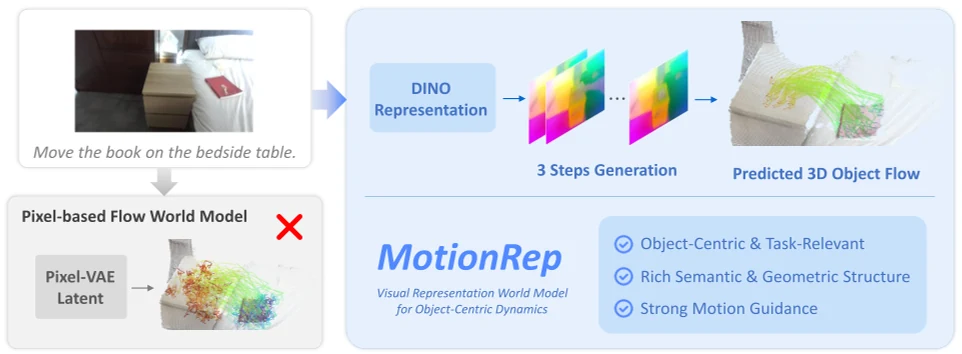 Move the book on the bedside table.
Pixel-based Flow World Model
Pixel-VAE
Latent
DINO
Representation
...
3 Steps Generation
Predicted 3D Object Flow
MotionRep
Visual Representation World Model
for Object-Centric Dynamics
Object-Centric & Task-Relevant
Rich Semantic & Geometric Structure
Strong Motion Guidance